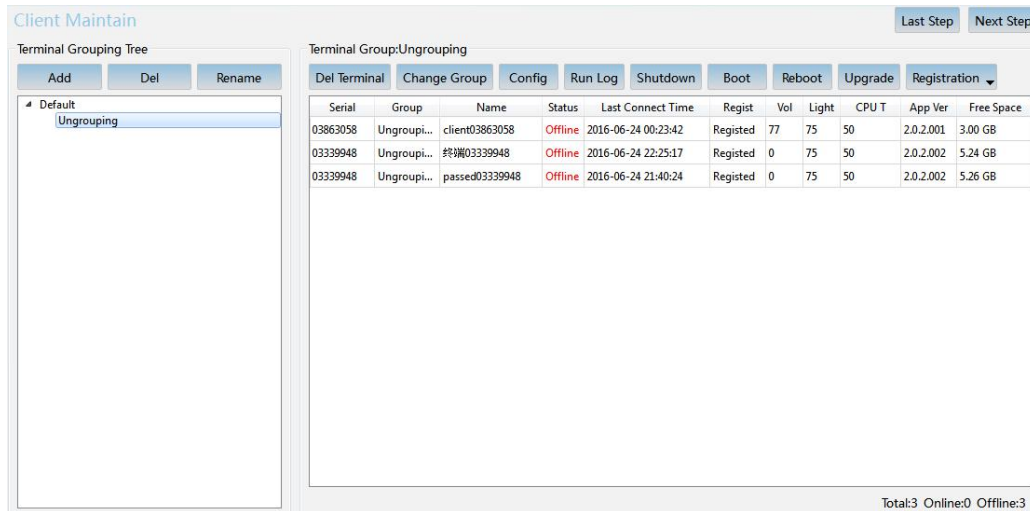 Client Maintain Last Step Next Step
Terminal Grouping Tree Terminal Group:Ungrouping
Add Del Rename Del Terminal Change Group Config Run Log Shutdown Boot Reboot Upgrade Registration
Default
Ungrouping
Serial Group Name Status Last Connect Time Regist Vol Light CPU T App Ver Free Space
03863058 Ungroupi... client03863058 Offline 2016-06-24 00:23:42 Registed 77 75 50 2.0.2.001 3.00 GB
03339948 Ungroupi... 终端03339948 Offline 2016-06-24 22:25:17 Registed 0 75 50 2.0.2.002 5.24 GB
03339948 Ungroupi... passed03339948 Offline 2016-06-24 21:40:24 Registed 0 75 50 2.0.2.002 5.26 GB
Total:3 Online:0 Offline:3